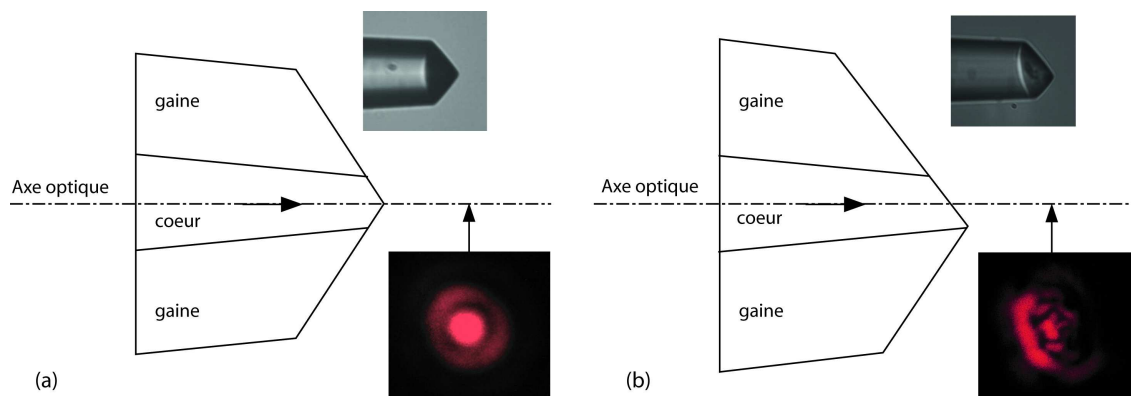 gaine
Axe optique
coeur
gaine
(a)
gaine
Axe optique
coeur
gaine
(b)